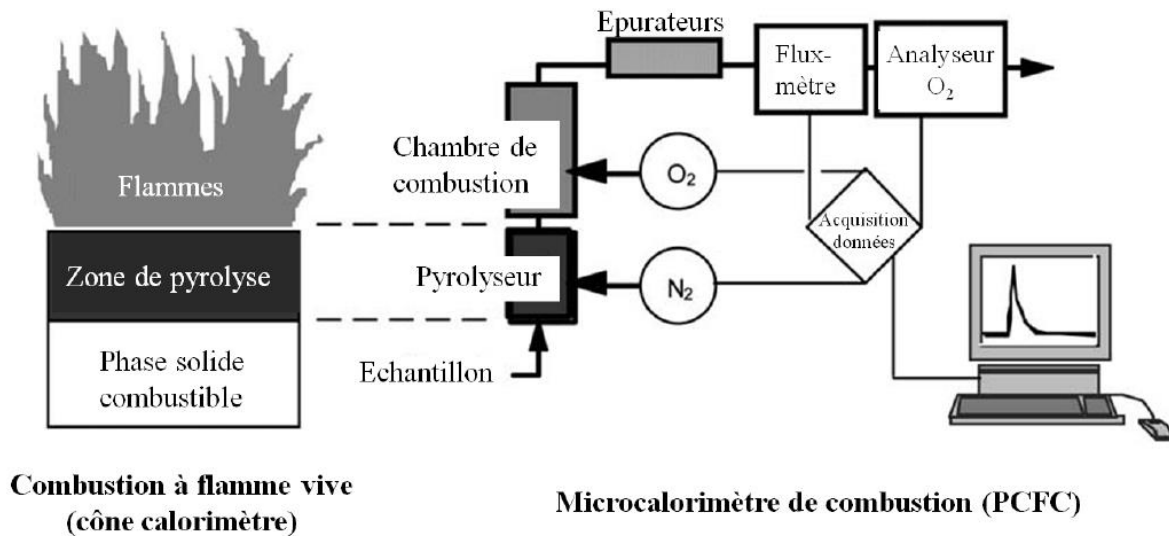 Epurateurs
Flux-
mètre
Analyseur
O₂
Chambre de
combustion
O₂
Flammes
Acquisition
données
Zone de pyrolyse
Pyrolyseur
N₂
Phase solide
combustible
Echantillon
Combustion à flamme vive
(cône calorimètre)
Microcalorimètre de combustion (PCFC)